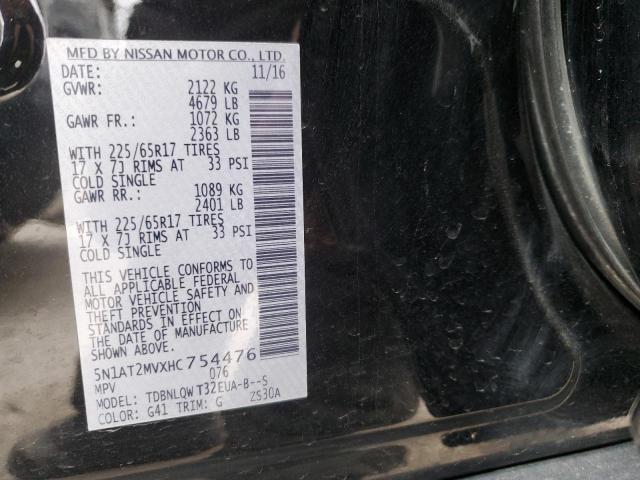 MFD BY NISSAN MOTOR CO., LTD.
DATE: 11/16
GVWR: 2122 KG
4679 LB
GAWR FR.: 1072 KG
2363 LB
WITH 225/65R17 TIRES
17 X 7J RIMS AT 33 PSI
COLD SINGLE
GAWR RR.: 1089 KG
2401 LB
WITH 225/65R17 TIRES
17 X 7J RIMS AT 33 PSI
COLD SINGLE
THIS VEHICLE CONFORMS TO
ALL APPLICABLE FEDERAL
MOTOR VEHICLE SAFETY AND
THEFT PREVENTION
STANDARDS IN EFFECT ON
THE DATE OF MANUFACTURE
SHOWN ABOVE.
5N1AT2MVXHC754476
MPV 076
MODEL: TDBNLQW T32EUA-B--S
COLOR: G41 TRIM: G ZS30A